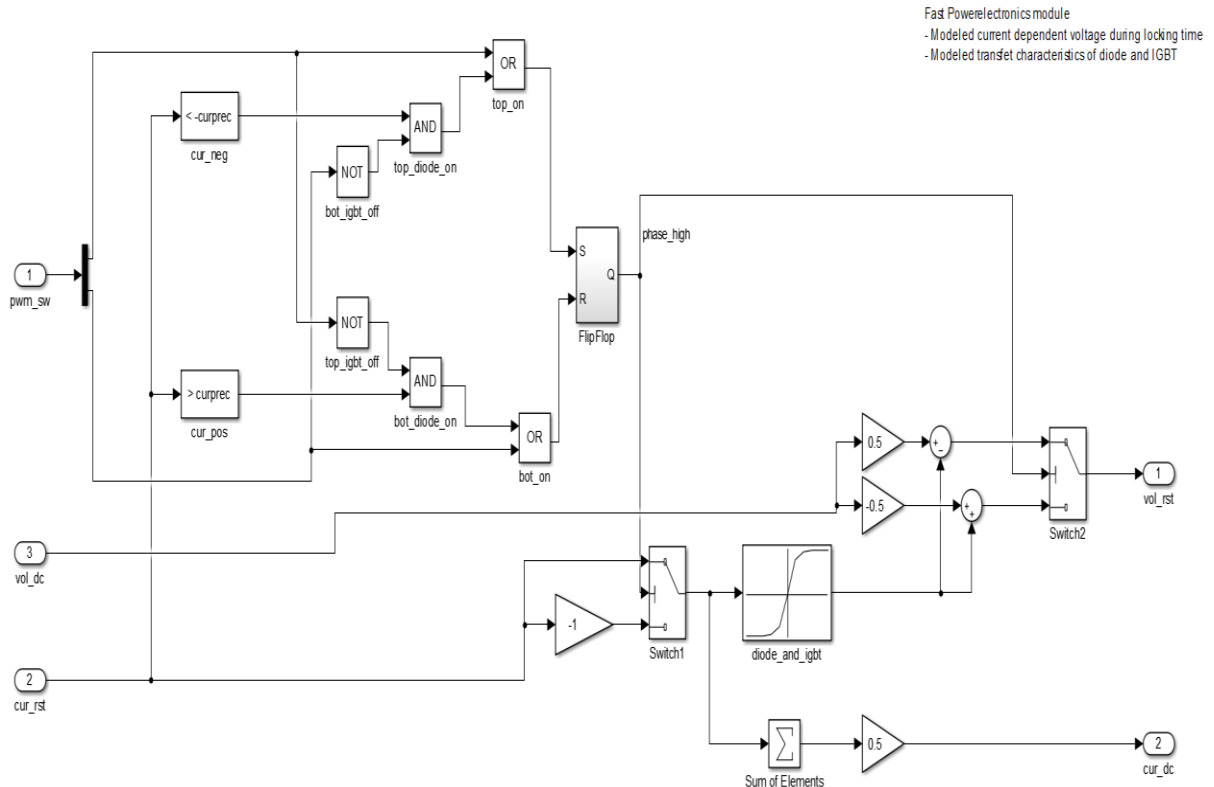 Fast Powerelectronics module
- Modeled current dependent voltage during locking time
- Modeled transfet characteristics of diode and IGBT
OR
top_on
< -curprec
cur_neg
AND
top_diode_on
NOT
bot_igbt_off
phase_high
S
Q
R
FlipFlop
1
pwm_sw
NOT
top_igbt_off
AND
bot_diode_on
> curprec
cur_pos
OR
bot_on
0.5
+
-
-0.5
+
+
Switch2
1
vol_rst
3
vol_dc
-1
Switch1
diode_and_igbt
2
cur_rst
Sum of Elements
0.5
2
cur_dc